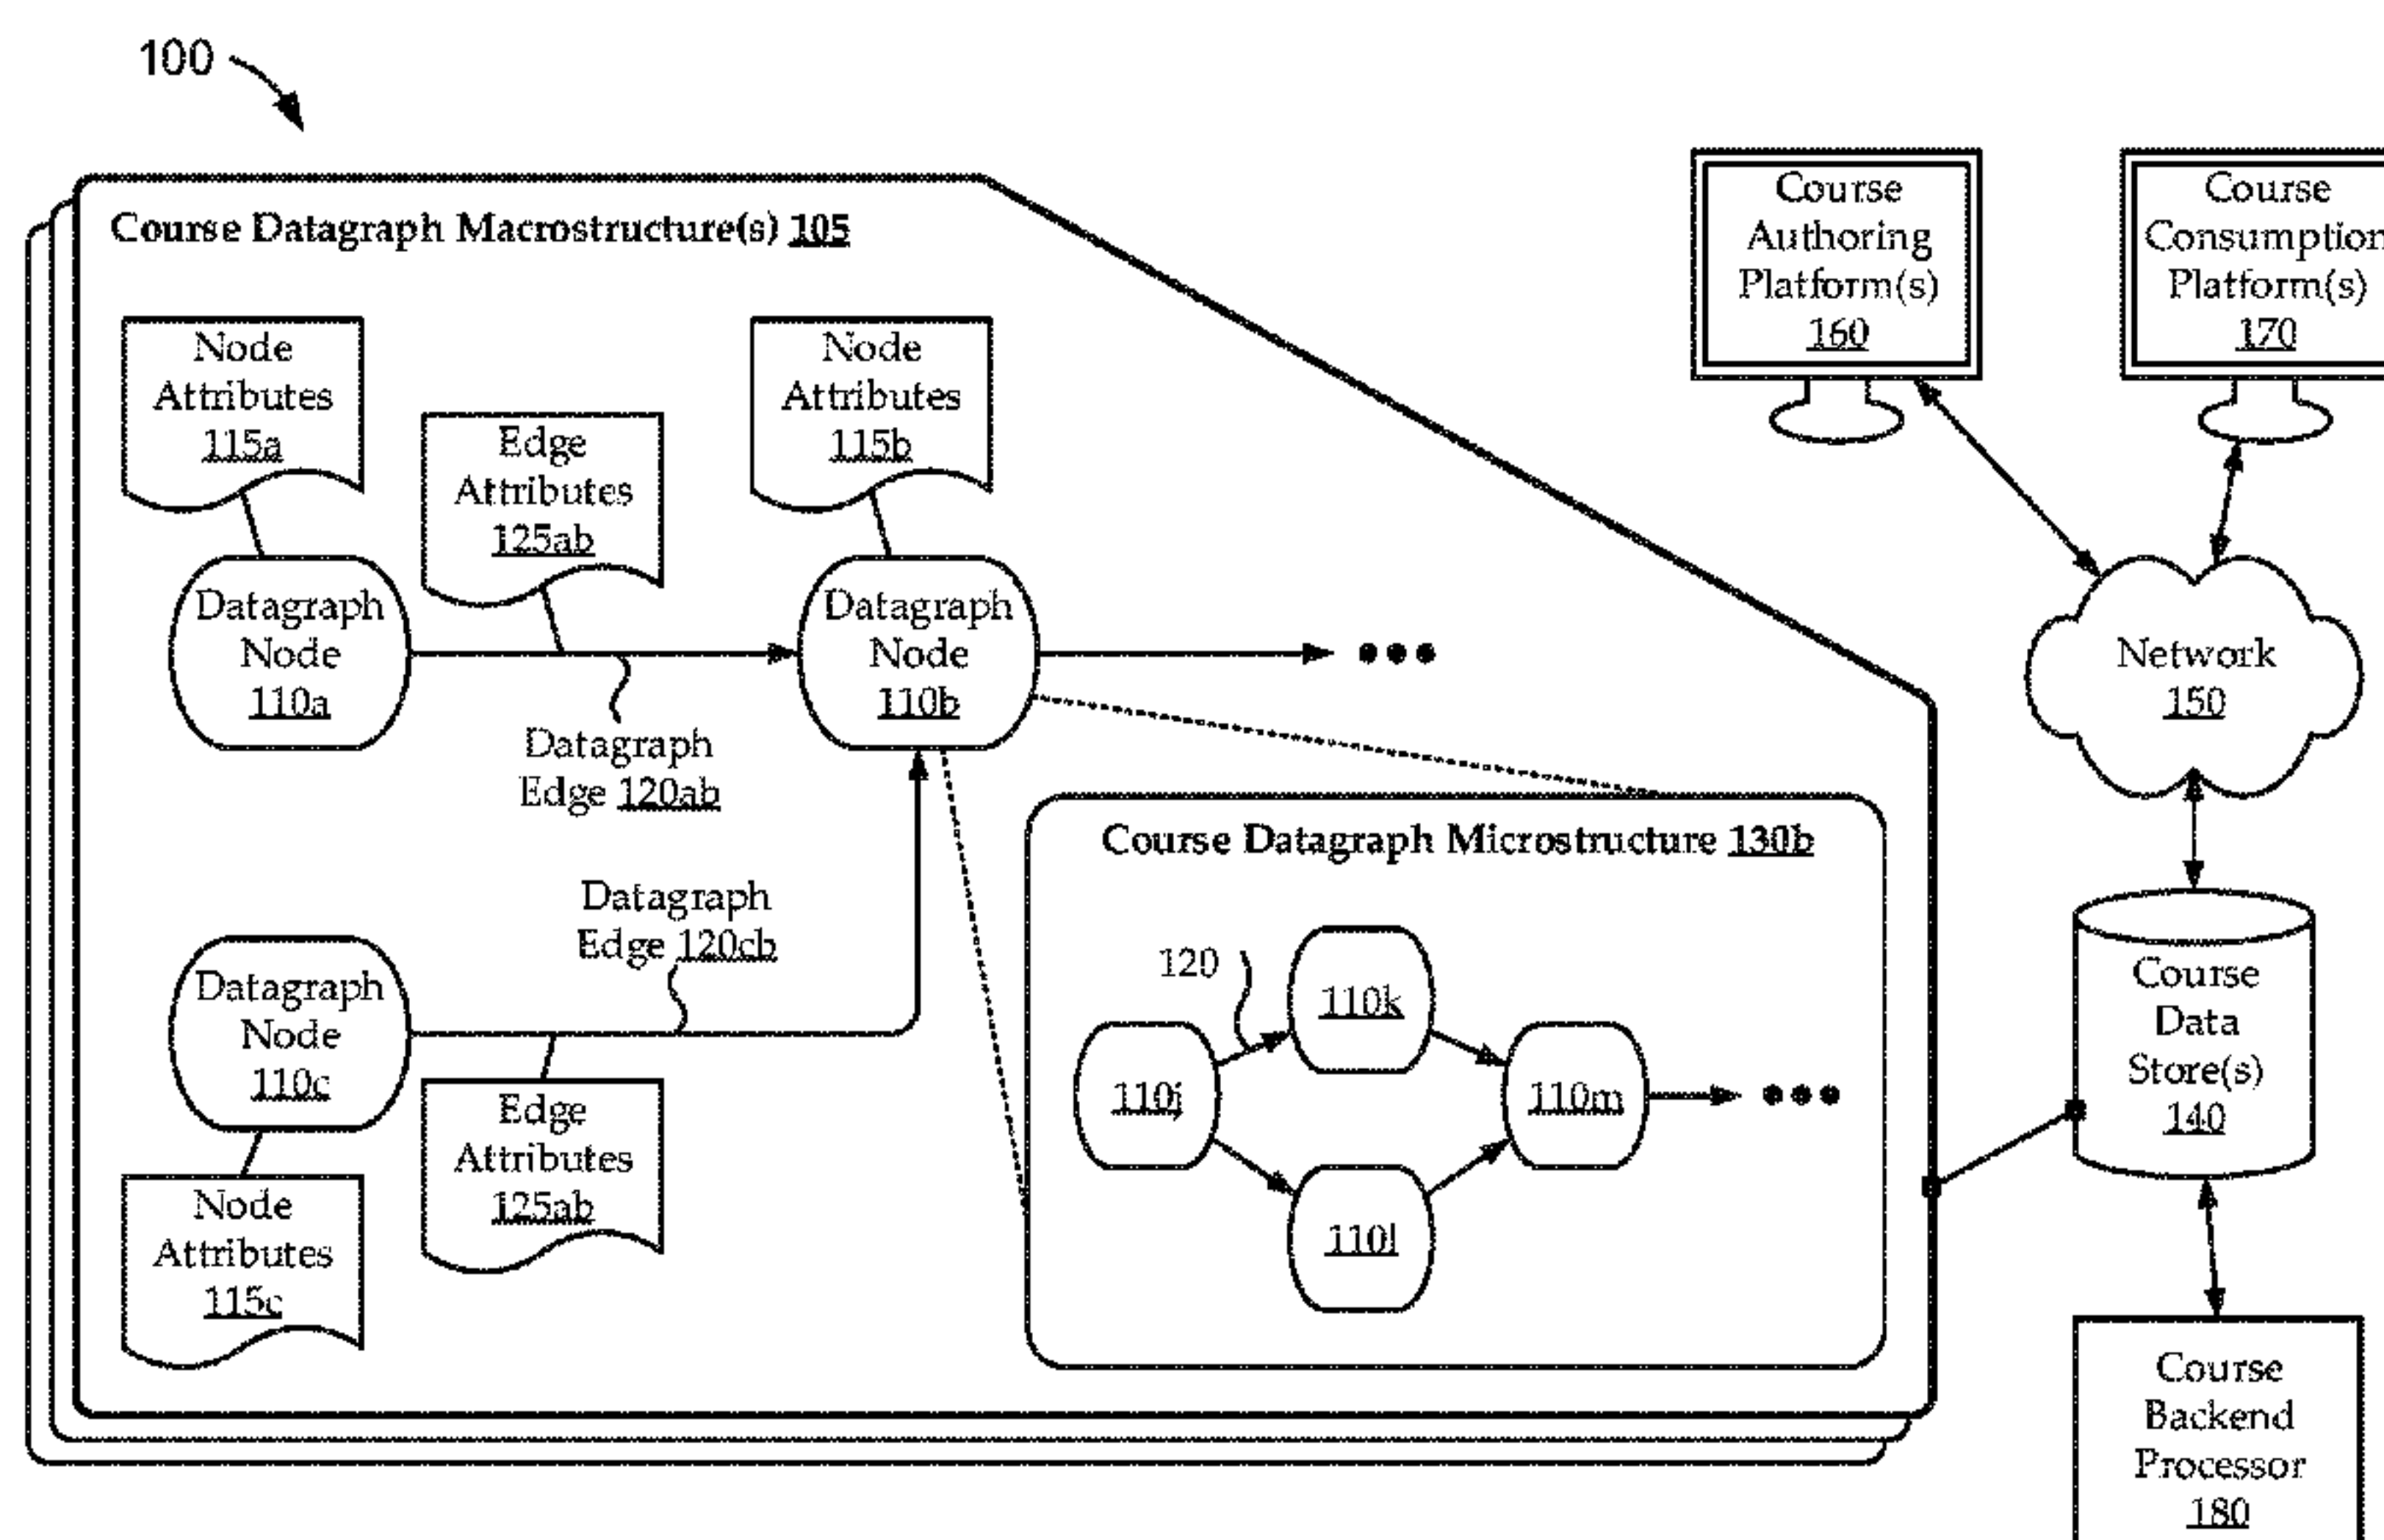 100
Course Datagraph Macrostructure(s) 105
Node
Attributes
115a
Edge
Attributes
125ab
Node
Attributes
115b
Datagraph
Node
110a
Datagraph
Edge 120ab
Datagraph
Node
110b
Datagraph
Edge 120cb
Datagraph
Node
110c
Edge
Attributes
125ab
Node
Attributes
115c
Course Datagraph Microstructure 130b
120
110j
110k
110l
110m
Course
Authoring
Platform(s)
160
Course
Consumption
Platform(s)
170
Network
150
Course
Data
Store(s)
140
Course
Backend
Processor
180